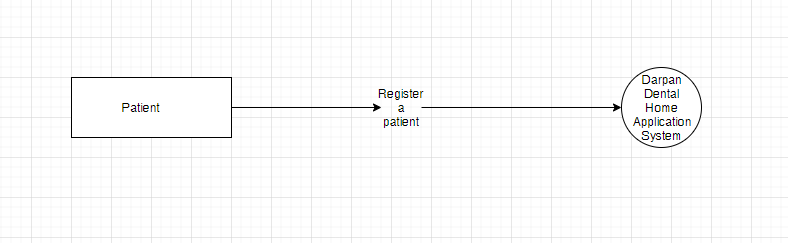 Patient
Register
a
patient
Darpan
Dental
Home
Application
System